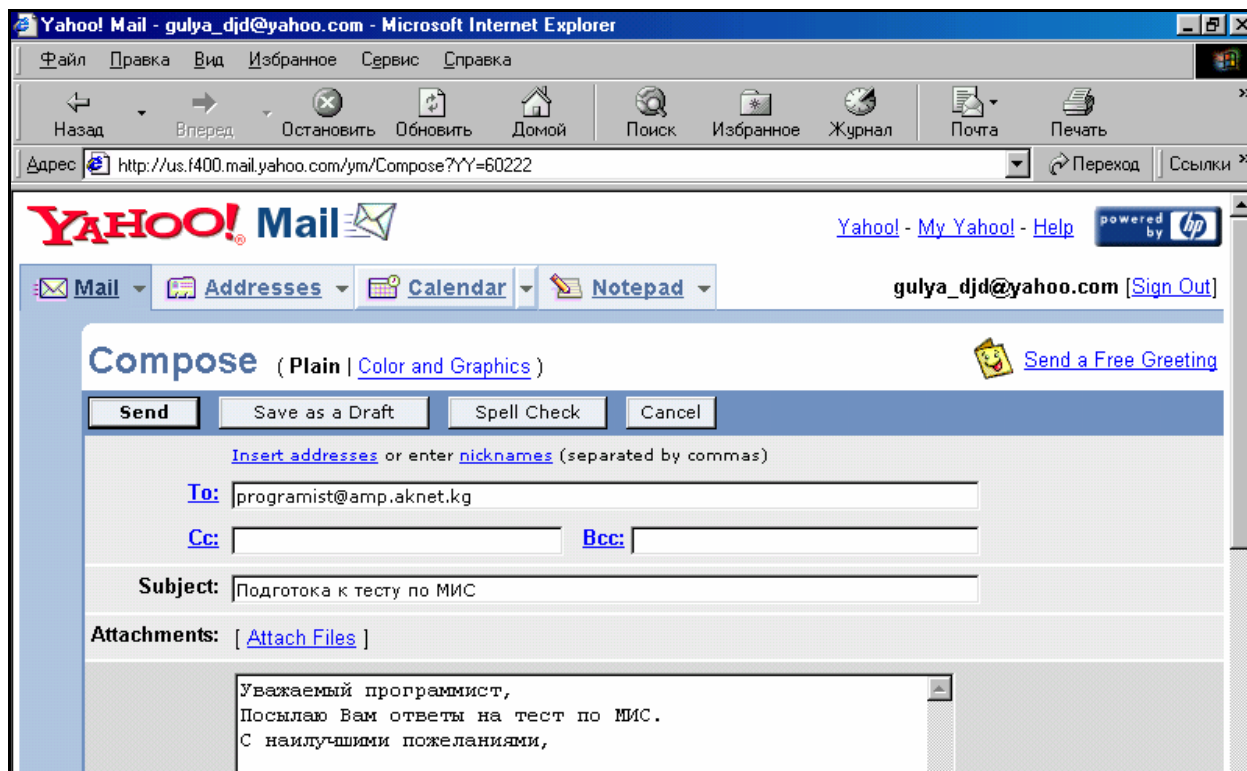 Yahoo! Mail - gulya_djd@yahoo.com - Microsoft Internet Explorer
Файл Правка Вид Избранное Сервис Справка
Назад Вперед Остановить Обновить Домой Поиск Избранное Журнал Почта Печать
Адрес http://us.f400.mail.yahoo.com/ym/Compose?YY=60222 Переход Ссылки
YAHOO! Mail Yahoo! - My Yahoo! - Help powered by hp
Mail Addresses Calendar Notepad gulya_djd@yahoo.com [Sign Out]
Compose ( Plain | Color and Graphics ) Send a Free Greeting
Send Save as a Draft Spell Check Cancel
Insert addresses or enter nicknames (separated by commas)
To: programist@amp.aknet.kg
Cc: Bcc:
Subject: Подготока к тесту по МИС
Attachments: [ Attach Files ]
Уважаемый программист,
Посылаю Вам ответы на тест по МИС.
С наилучшими пожеланиями,